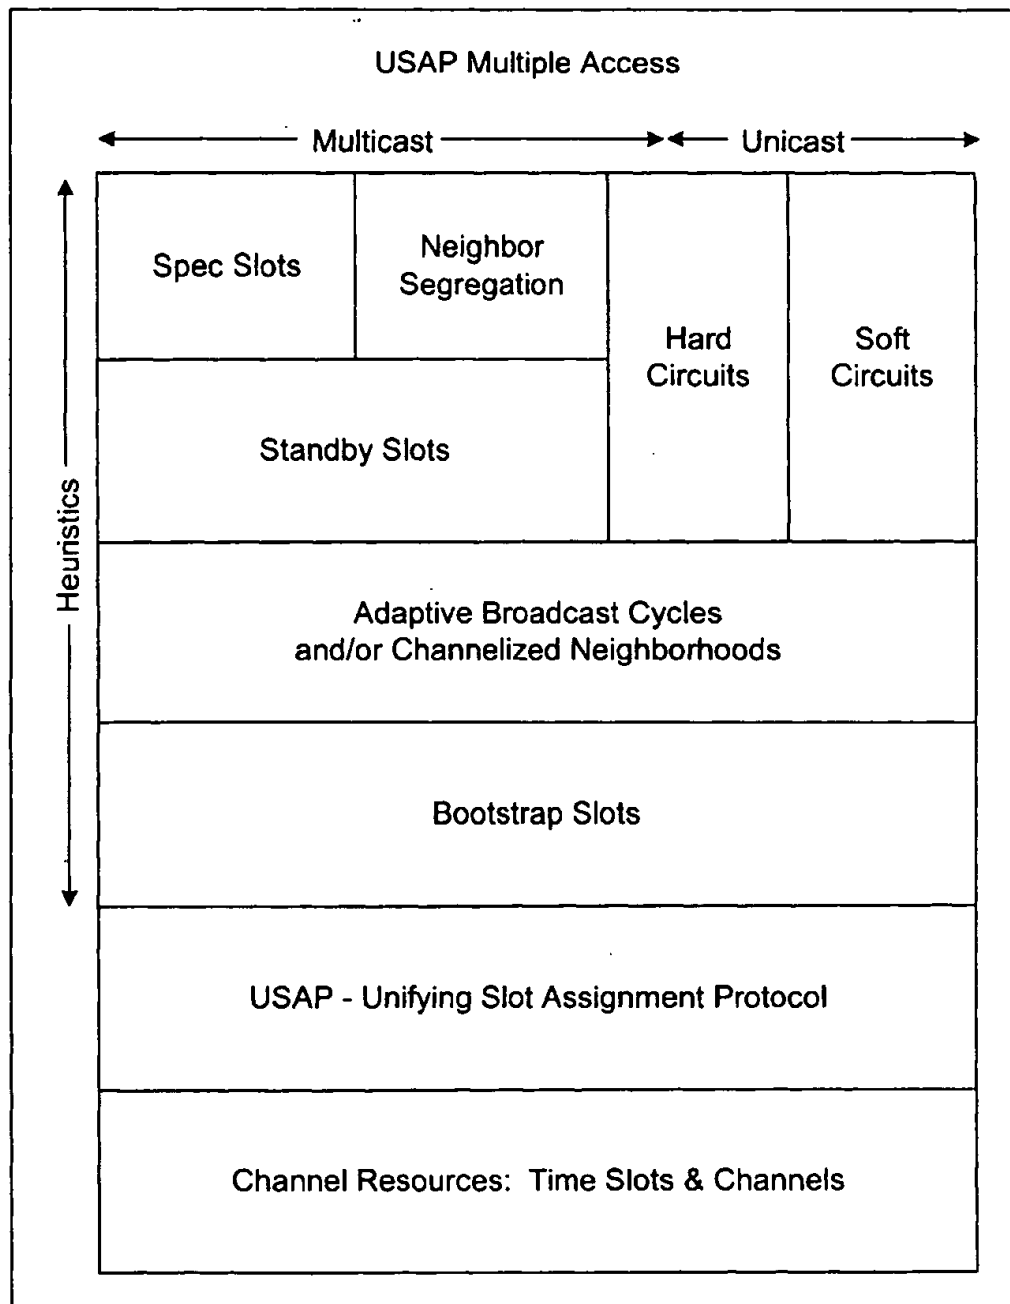 USAP Multiple Access
Multicast
Unicast
Spec Slots
Neighbor
Segregation
Hard
Circuits
Soft
Circuits
Standby Slots
Heuristics
Adaptive Broadcast Cycles
and/or Channelized Neighborhoods
Bootstrap Slots
USAP - Unifying Slot Assignment Protocol
Channel Resources: Time Slots & Channels